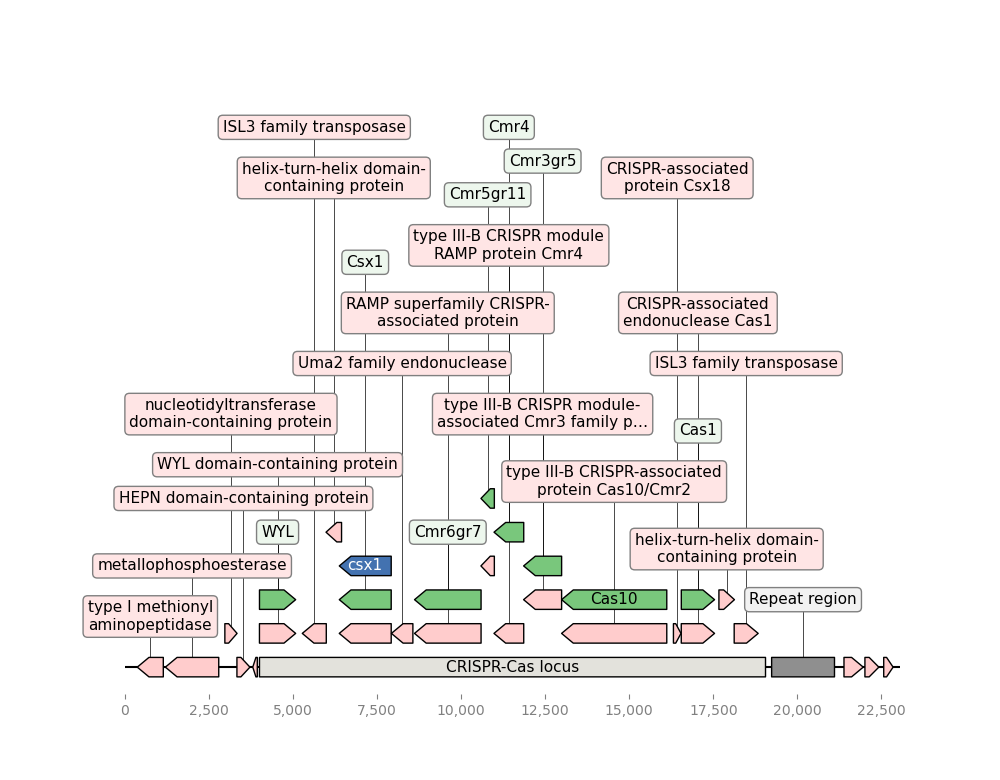 ISL3 family transposase
Cmr4
Cmr3gr5
helix-turn-helix domain-
containing protein
CRISPR-associated
protein Csx18
Cmr5gr11
type III-B CRISPR module
RAMP protein Cmr4
Csx1
RAMP superfamily CRISPR-
associated protein
CRISPR-associated
endonuclease Cas1
Uma2 family endonuclease
ISL3 family transposase
nucleotidyltransferase
domain-containing protein
type III-B CRISPR module-
associated Cmr3 family p...
Cas1
WYL domain-containing protein
type III-B CRISPR-associated
protein Cas10/Cmr2
HEPN domain-containing protein
WYL
Cmr6gr7
helix-turn-helix domain-
containing protein
metallophosphoesterase
csx1
type I methionyl
aminopeptidase
Cas10
Repeat region
CRISPR-Cas locus
0
2,500
5,000
7,500
10,000
12,500
15,000
17,500
20,000
22,500